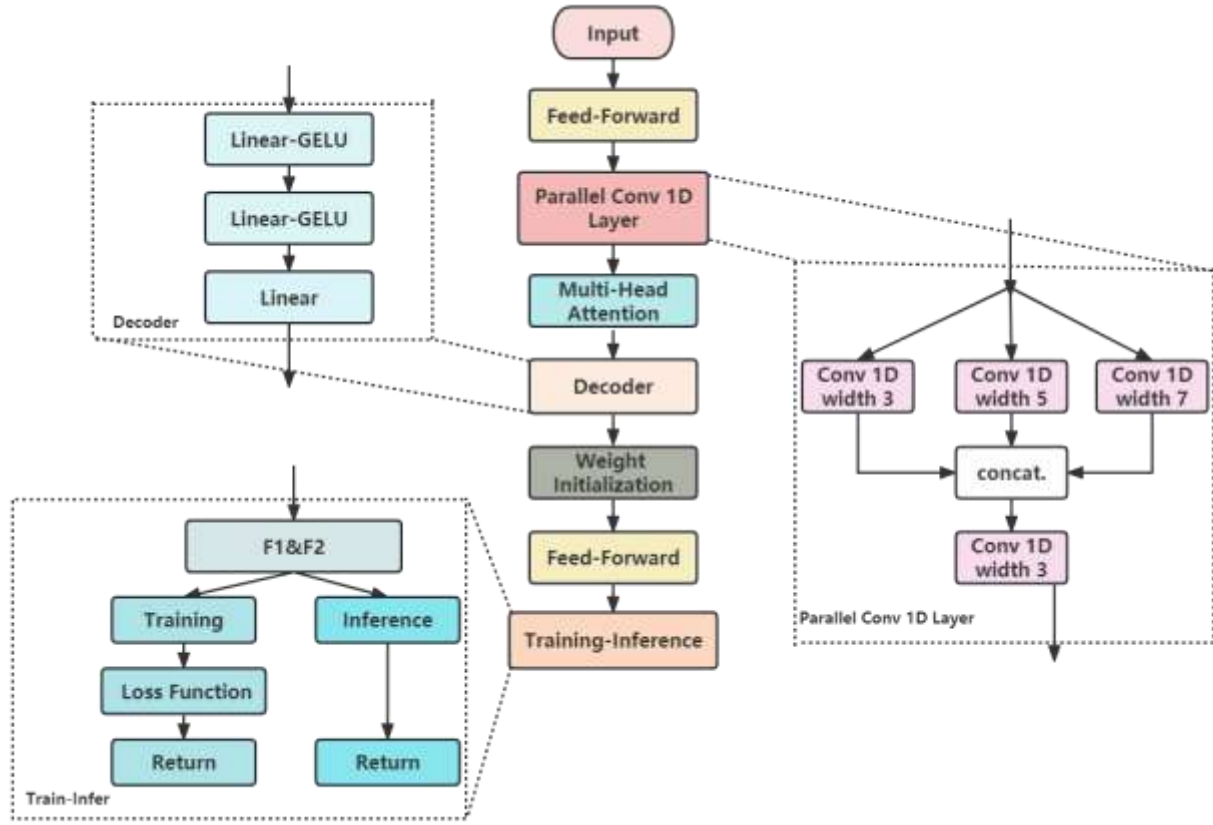 Input
Feed-Forward
Parallel Conv 1D
Layer
Multi-Head
Attention
Decoder
Weight
Initialization
Feed-Forward
Training-Inference
Linear-GELU
Linear-GELU
Linear
Decoder
F1&F2
Training
Inference
Loss Function
Return
Return
Train-Infer
Conv 1D
width 3
Conv 1D
width 5
Conv 1D
width 7
concat.
Conv 1D
width 3
Parallel Conv 1D Layer